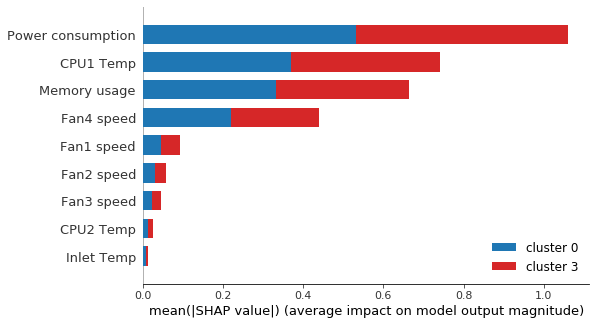 Power consumption
CPU1 Temp
Memory usage
Fan4 speed
Fan1 speed
Fan2 speed
Fan3 speed
CPU2 Temp
Inlet Temp
cluster 0
cluster 3
0.0 0.2 0.4 0.6 0.8 1.0
mean(|SHAP value|) (average impact on model output magnitude)